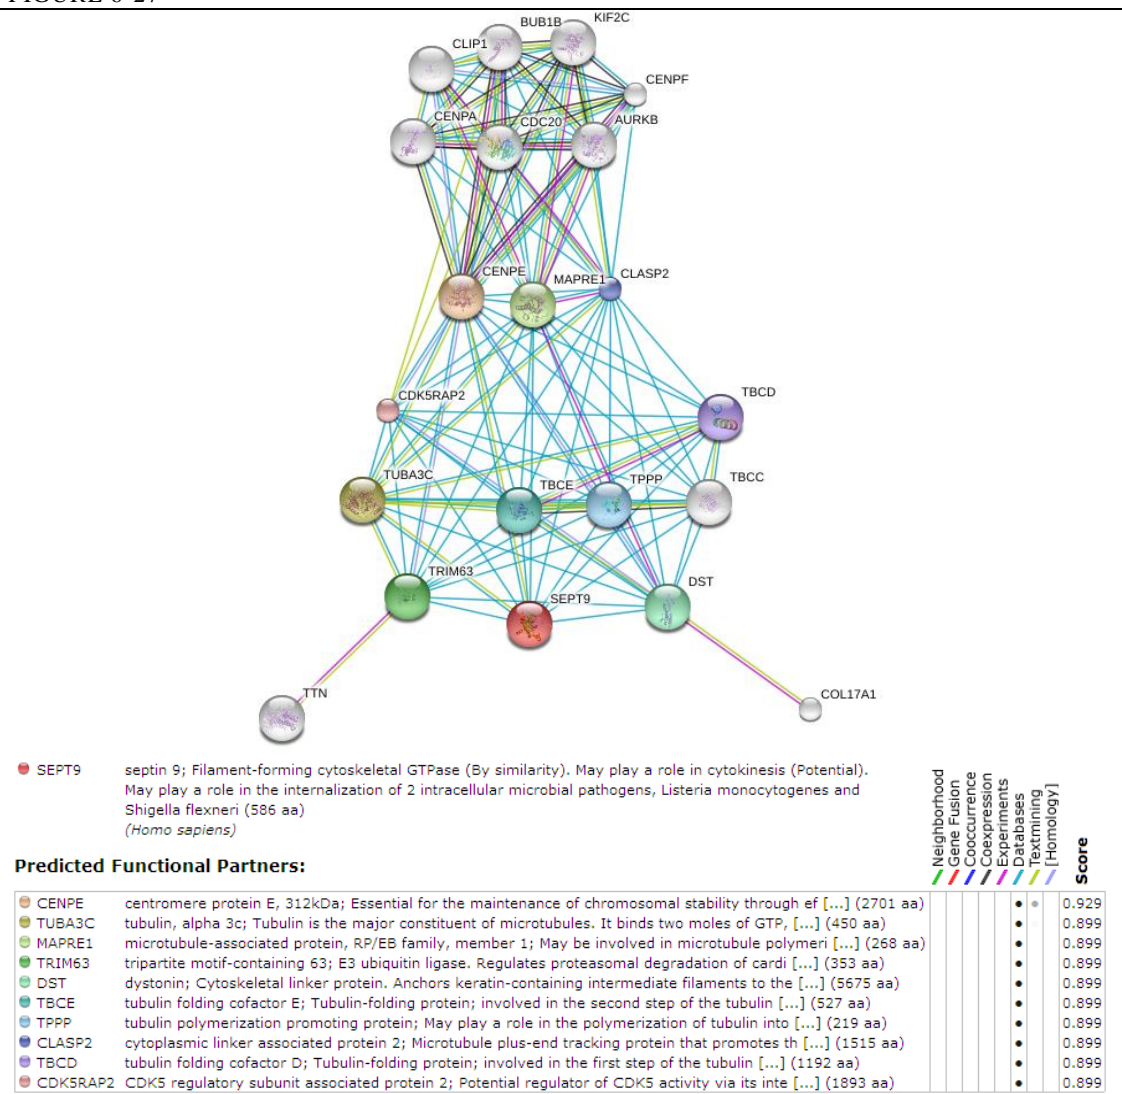 BUB1B
KIF2C
CLIP1
CENPF
CENPA
CDC20
AURKB
CENPE
MAPRE1
CLASP2
CDK5RAP2
TBCD
TUBA3C
TBCE
TPPP
TBCC
TRIM63
SEPT9
DST
TTN
COL17A1
SEPT9 septin 9; Filament-forming cytoskeletal GTPase (By similarity). May play a role in cytokinesis (Potential).
May play a role in the internalization of 2 intracellular microbial pathogens, Listeria monocytogenes and
Shigella flexneri (586 aa)
(Homo sapiens)
Neighborhood
Gene Fusion
Cooccurrence
Coexpression
Experiments
Databases
Textmining
[Homology]
Score
Predicted Functional Partners:
CENPE centromere protein E, 312kDa; Essential for the maintenance of chromosomal stability through ef [...] (2701 aa) 0.929
TUBA3C tubulin, alpha 3c; Tubulin is the major constituent of microtubules. It binds two moles of GTP, [...] (450 aa) 0.899
MAPRE1 microtubule-associated protein, RP/EB family, member 1; May be involved in microtubule polymeri [...] (268 aa) 0.899
TRIM63 tripartite motif-containing 63; E3 ubiquitin ligase. Regulates proteasomal degradation of cardi [...] (353 aa) 0.899
DST dystonin; Cytoskeletal linker protein. Anchors keratin-containing intermediate filaments to the [...] (5675 aa) 0.899
TBCE tubulin folding cofactor E; Tubulin-folding protein; involved in the second step of the tubulin [...] (527 aa) 0.899
TPPP tubulin polymerization promoting protein; May play a role in the polymerization of tubulin into [...] (219 aa) 0.899
CLASP2 cytoplasmic linker associated protein 2; Microtubule plus-end tracking protein that promotes th [...] (1515 aa) 0.899
TBCD tubulin folding cofactor D; Tubulin-folding protein; involved in the first step of the tubulin [...] (1192 aa) 0.899
CDK5RAP2 CDK5 regulatory subunit associated protein 2; Potential regulator of CDK5 activity via its inte [...] (1893 aa) 0.899